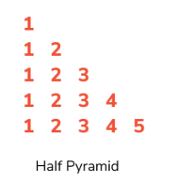 1
1 2
1 2 3
1 2 3 4
1 2 3 4 5
Half Pyramid